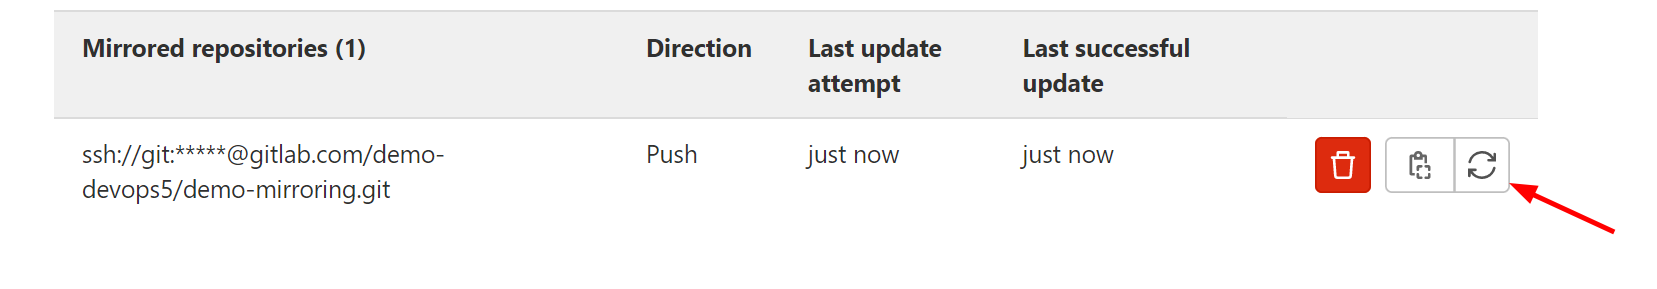 Mirrored repositories (1) Direction Last update attempt Last successful update
ssh://git:*****@gitlab.com/demo-
devops5/demo-mirroring.git
Push
just now
just now